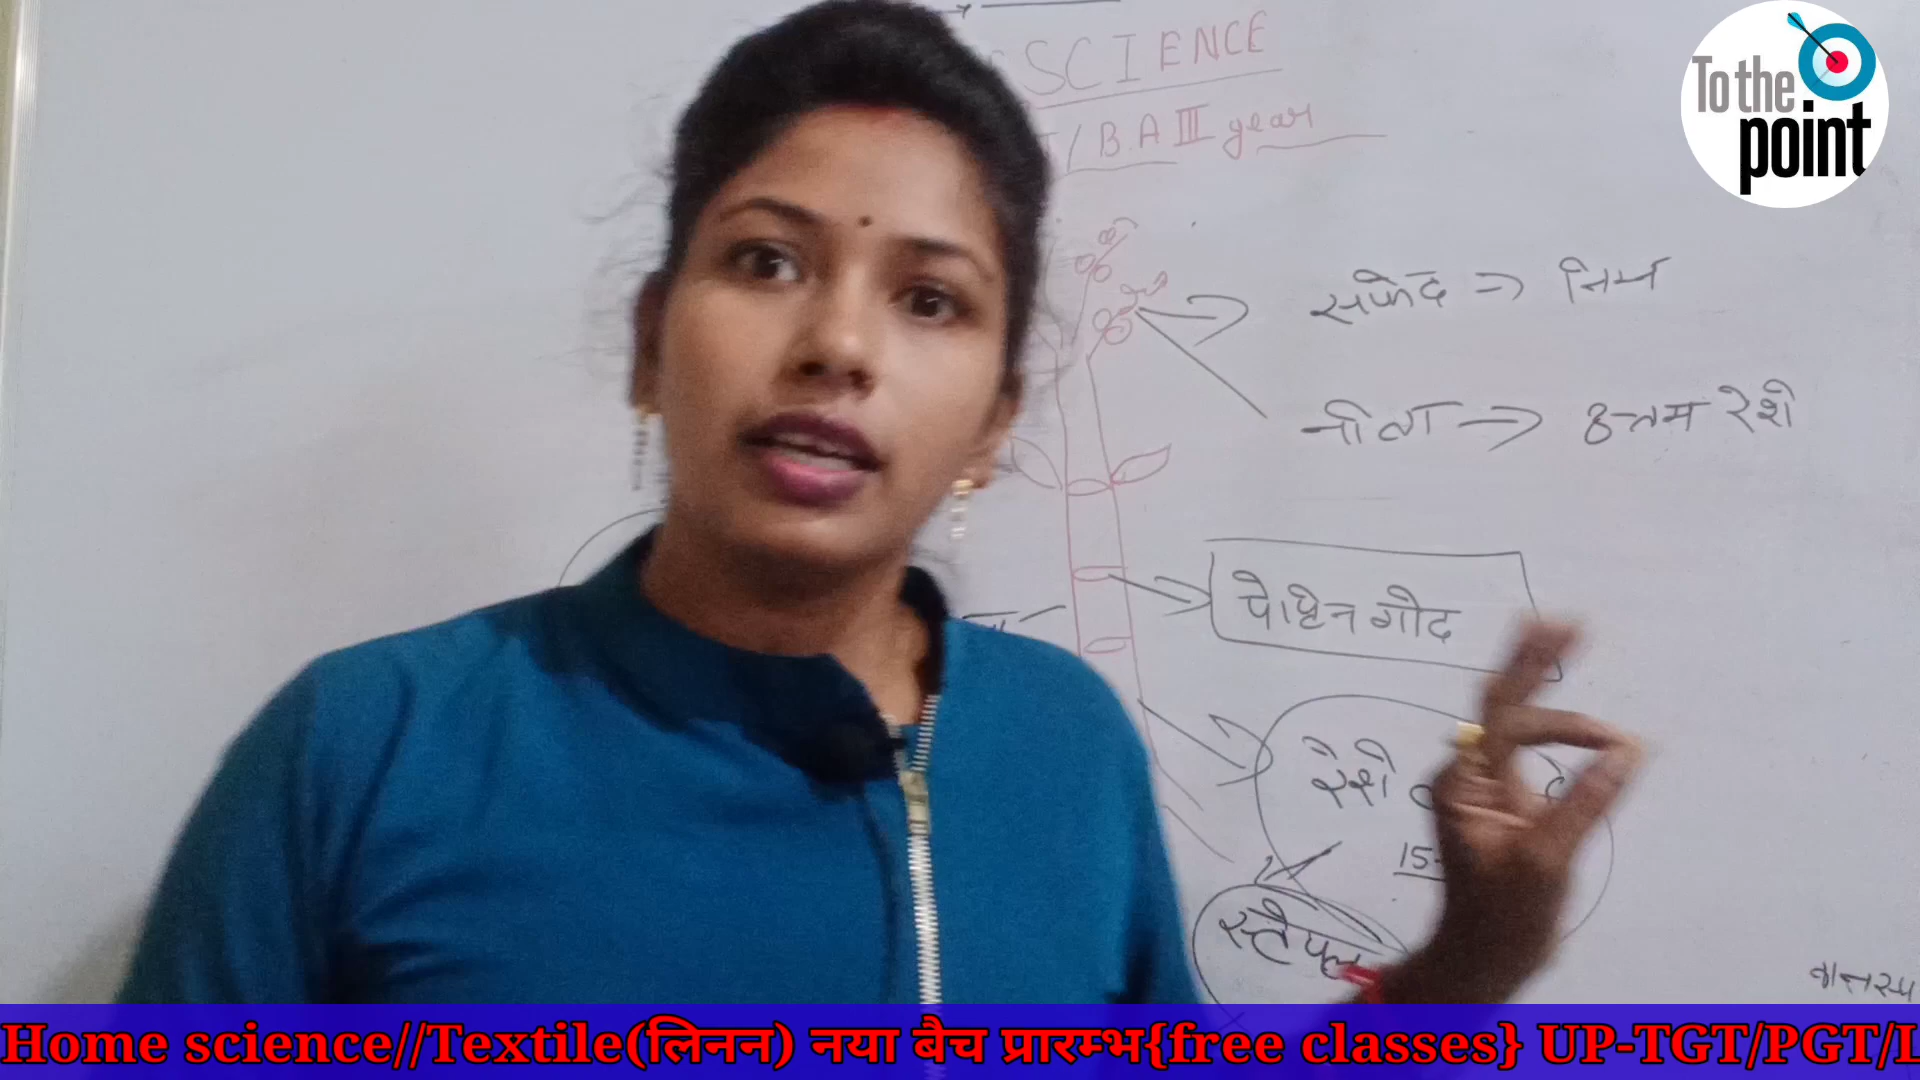 SCIENCE
/ B.A III year
To the
point
सफेद ⇒ निम्न
नीला → उत्तम रेशे
पेप्टिन गोंद
रेशे
15-
स्टैपल
Home science//Textile(लिनन) नया बैच प्रारम्भ{free classes} UP-TGT/PGT/L